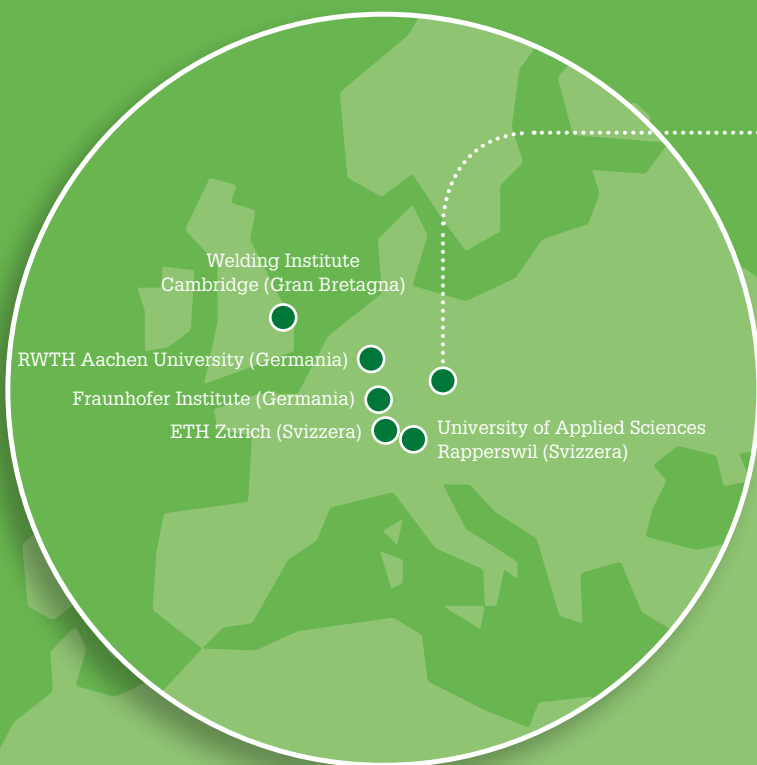 Welding Institute
Cambridge (Gran Bretagna)
RWTH Aachen University (Germania)
Fraunhofer Institute (Germania)
ETH Zurich (Svizzera)
University of Applied Sciences
Rapperswil (Svizzera)